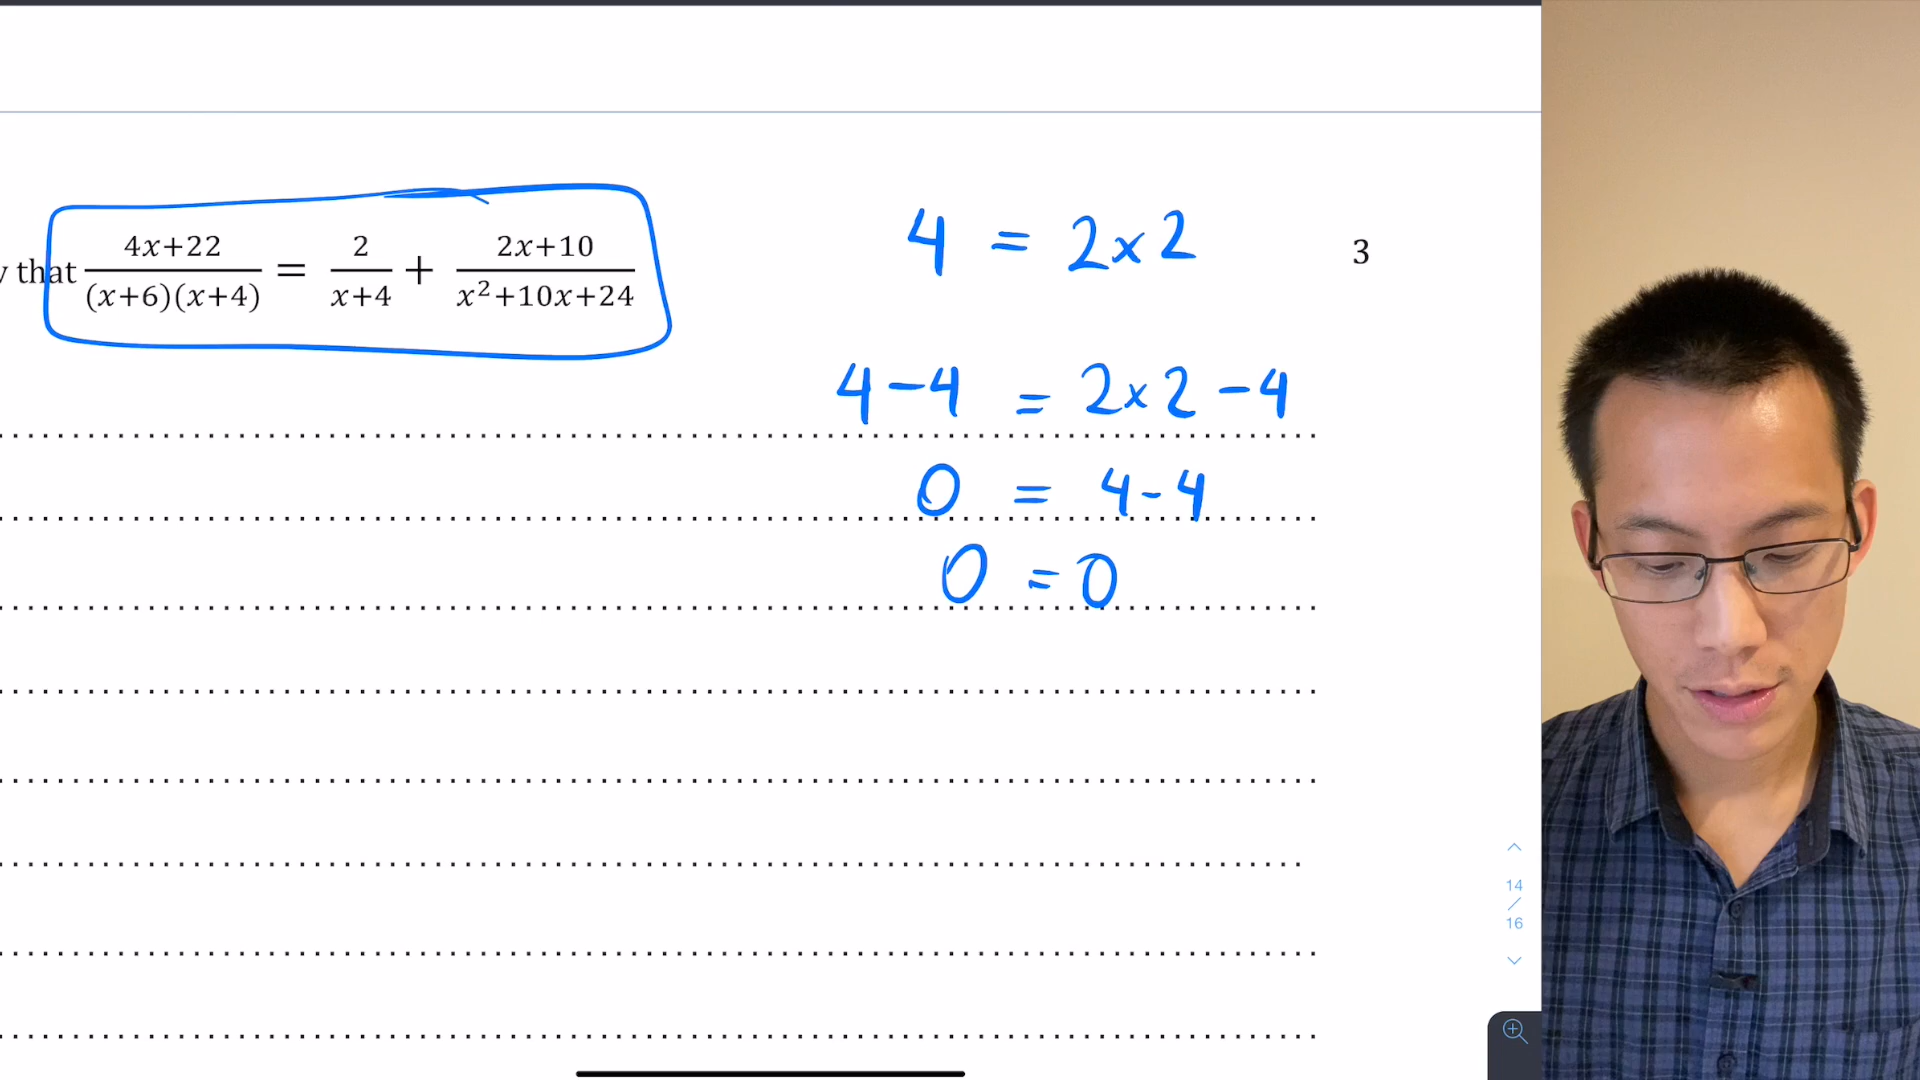 that 4x+22/(x+6)(x+4) = 2/x+4 + 2x+10/x²+10x+24
4 = 2×2
3
4-4 = 2×2-4
0 = 4-4
0 = 0
14
/
16